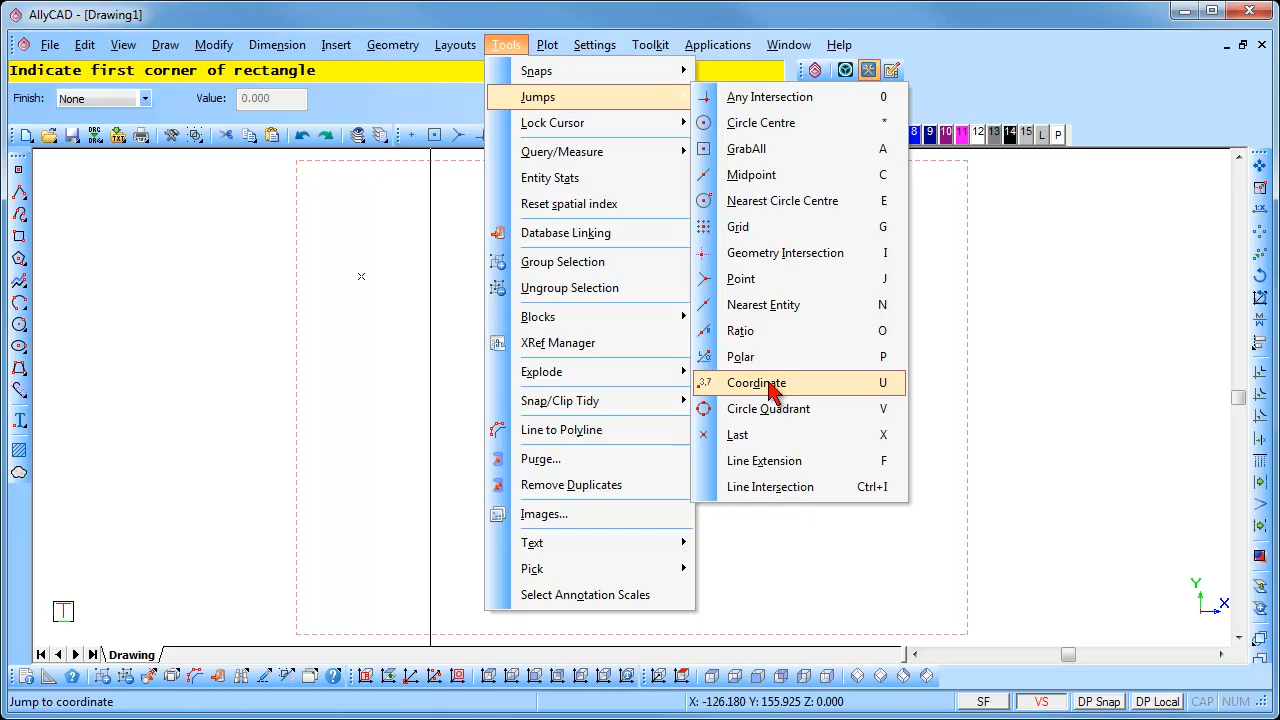 AllyCAD - [Drawing1]
File Edit View Draw Modify Dimension Insert Geometry Layouts Tools Plot Settings Toolkit Applications Window Help
Indicate first corner of rectangle
Finish: None Value: 0.000
8 9 10 11 12 13 14 15 L P
Snaps
Jumps
Lock Cursor
Query/Measure
Entity Stats
Reset spatial index
Database Linking
Group Selection
Ungroup Selection
Blocks
XRef Manager
Explode
Snap/Clip Tidy
Line to Polyline
Purge...
Remove Duplicates
Images...
Text
Pick
Select Annotation Scales
Any Intersection 0
Circle Centre *
GrabAll A
Midpoint C
Nearest Circle Centre E
Grid G
Geometry Intersection I
Point J
Nearest Entity N
Ratio O
Polar P
Coordinate U
Circle Quadrant V
Last X
Line Extension F
Line Intersection Ctrl+I
Y
X
Drawing
Jump to coordinate X: -126.180 Y: 155.925 Z: 0.000 SF VS DP Snap DP Local CAP NUM